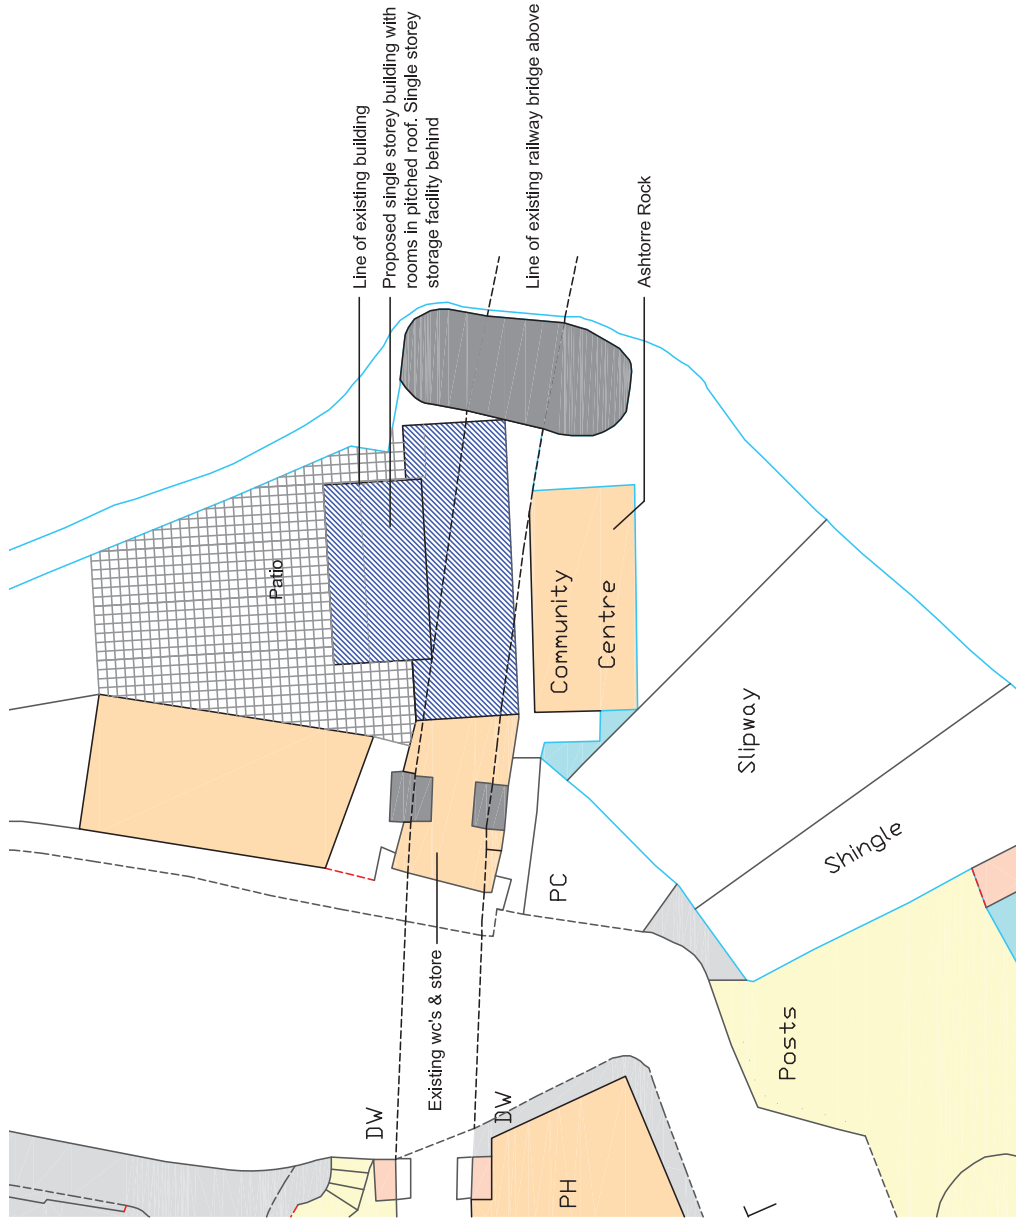 Line of existing building
Proposed single storey building with
rooms in pitched roof. Single storey
storage facility behind
Line of existing railway bridge above
Ashtorre Rock
Patio
Community
Centre
Slipway
Shingle
PC
Existing wc's & store
Posts
DW
DW
PH